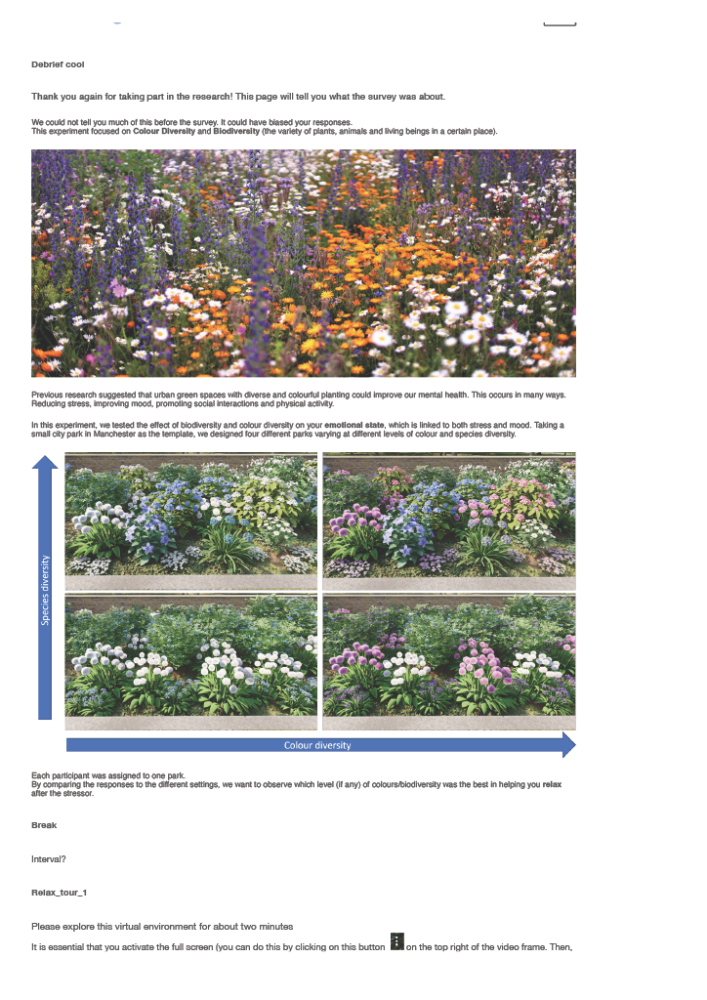 Debrief cool
Thank you again for taking part in the research! This page will tell you what the survey was about.
We could not tell you much of this before the survey. It could have biased your responses.
This experiment focused on Colour Diversity and Biodiversity (the variety of plants, animals and living beings in a certain place).
Previous research suggested that urban green spaces with diverse and colourful planting could improve our mental health. This occurs in many ways.
Reducing stress, improving mood, promoting social interactions and physical activity.
In this experiment, we tested the effect of biodiversity and colour diversity on your emotional state, which is linked to both stress and mood. Taking a
small city park in Manchester as the template, we designed four different parks varying at different levels of colour and species diversity.
Species diversity
Colour diversity
Each participant was assigned to one park.
By comparing the responses to the different settings, we want to observe which level (if any) of colours/biodiversity was the best in helping you relax
after the stressor.
Break
Interval?
Relax_tour_1
Please explore this virtual environment for about two minutes
It is essential that you activate the full screen (you can do this by clicking on this button on the top right of the video frame. Then,